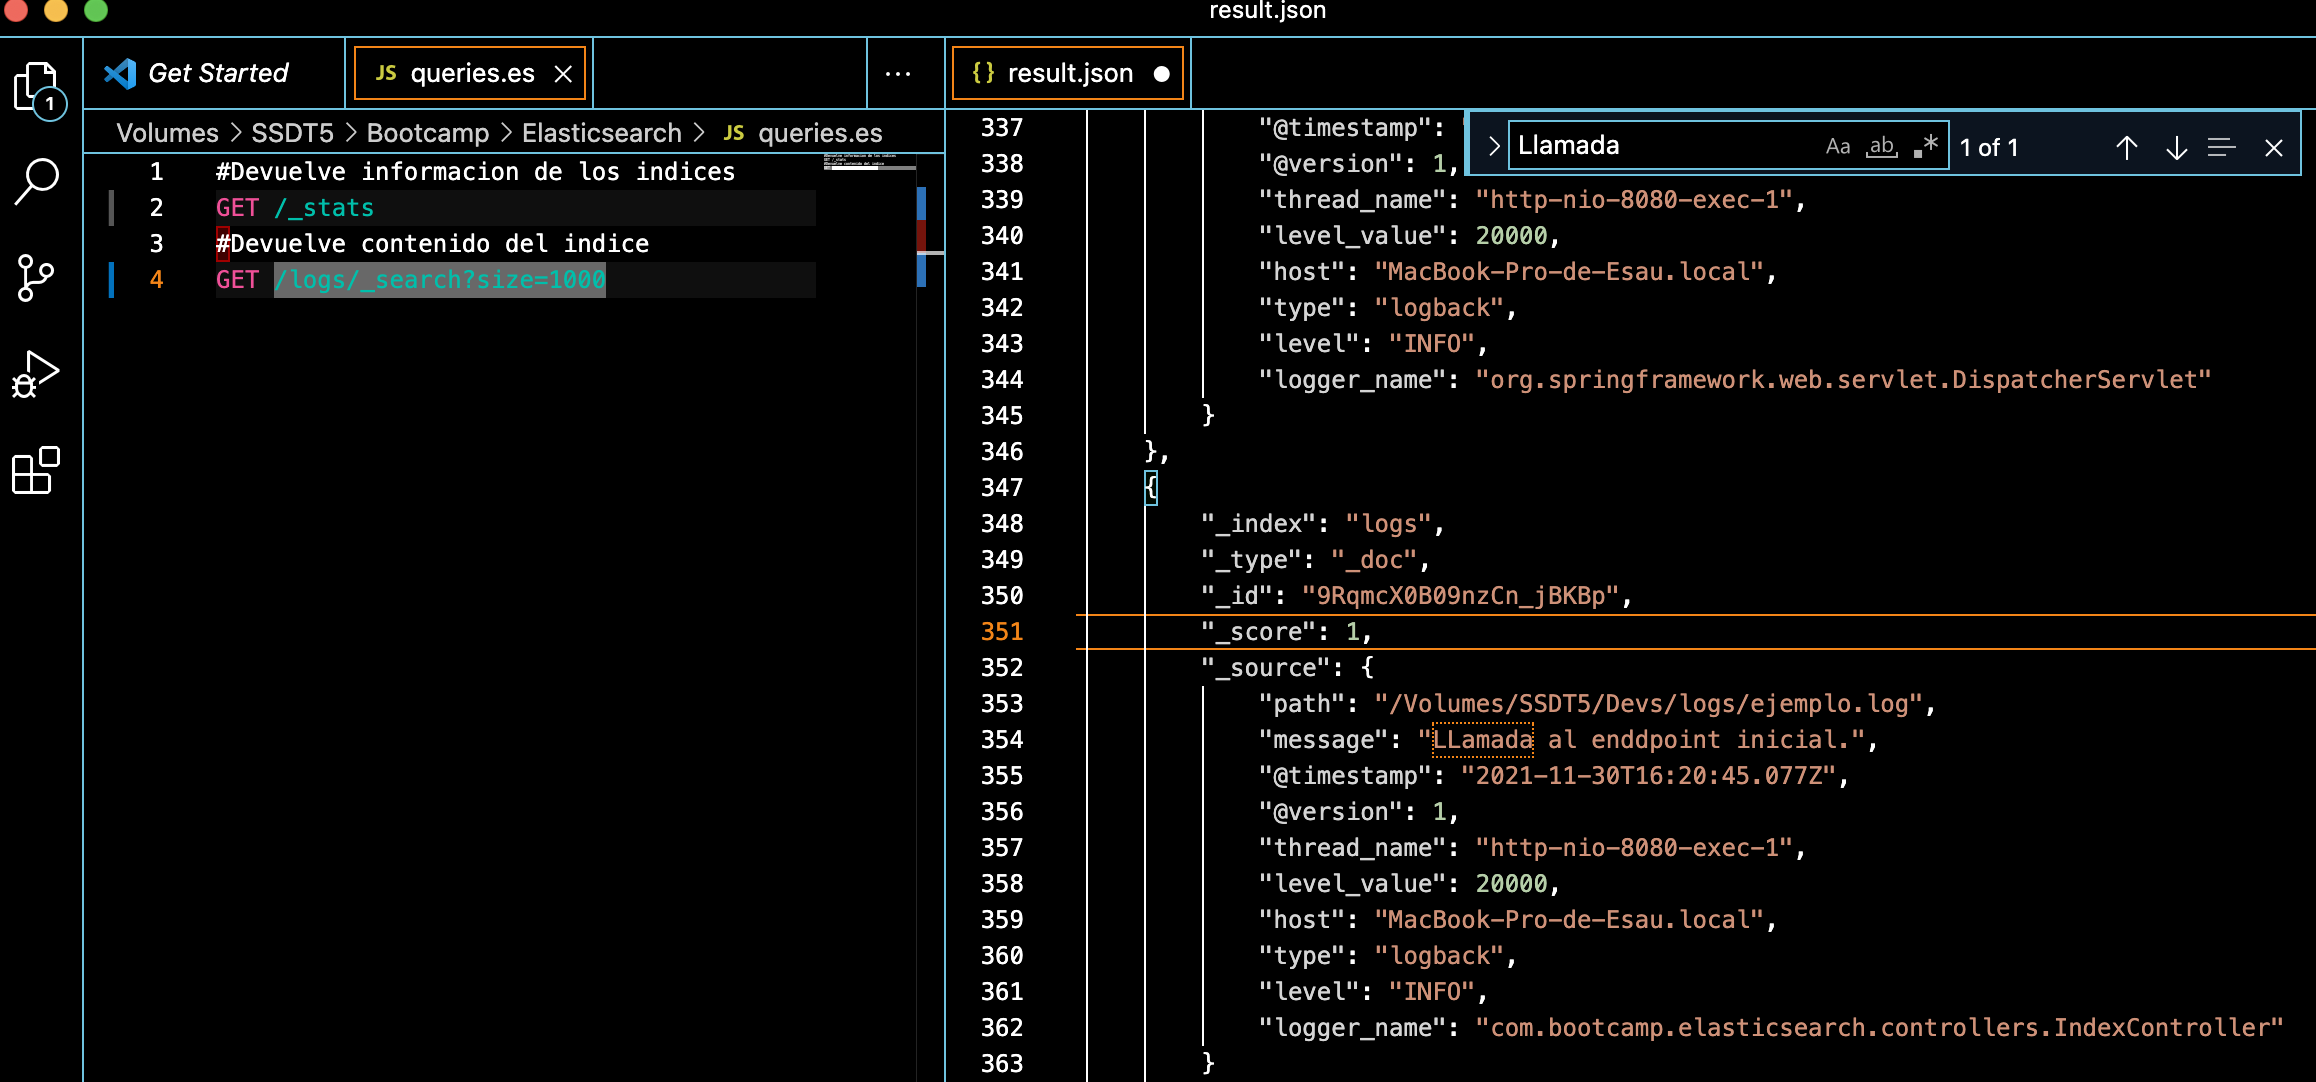 result.json
Get Started
JS queries.es
...
{} result.json
Volumes > SSDT5 > Bootcamp > Elasticsearch > JS queries.es
1
1 #Devuelve informacion de los indices
2 GET /_stats
3 #Devuelve contenido del indice
4 GET /logs/_search?size=1000
Llamada Aa ab .* 1 of 1
337 "@timestamp":
338 "@version": 1,
339 "thread_name": "http-nio-8080-exec-1",
340 "level_value": 20000,
341 "host": "MacBook-Pro-de-Esau.local",
342 "type": "logback",
343 "level": "INFO",
344 "logger_name": "org.springframework.web.servlet.DispatcherServlet"
345 }
346 },
347 {
348 "_index": "logs",
349 "_type": "_doc",
350 "_id": "9RqmcX0B09nzCn_jBKBp",
351 "_score": 1,
352 "_source": {
353 "path": "/Volumes/SSDT5/Devs/logs/ejemplo.log",
354 "message": "LLamada al enddpoint inicial.",
355 "@timestamp": "2021-11-30T16:20:45.077Z",
356 "@version": 1,
357 "thread_name": "http-nio-8080-exec-1",
358 "level_value": 20000,
359 "host": "MacBook-Pro-de-Esau.local",
360 "type": "logback",
361 "level": "INFO",
362 "logger_name": "com.bootcamp.elasticsearch.controllers.IndexController"
363 }